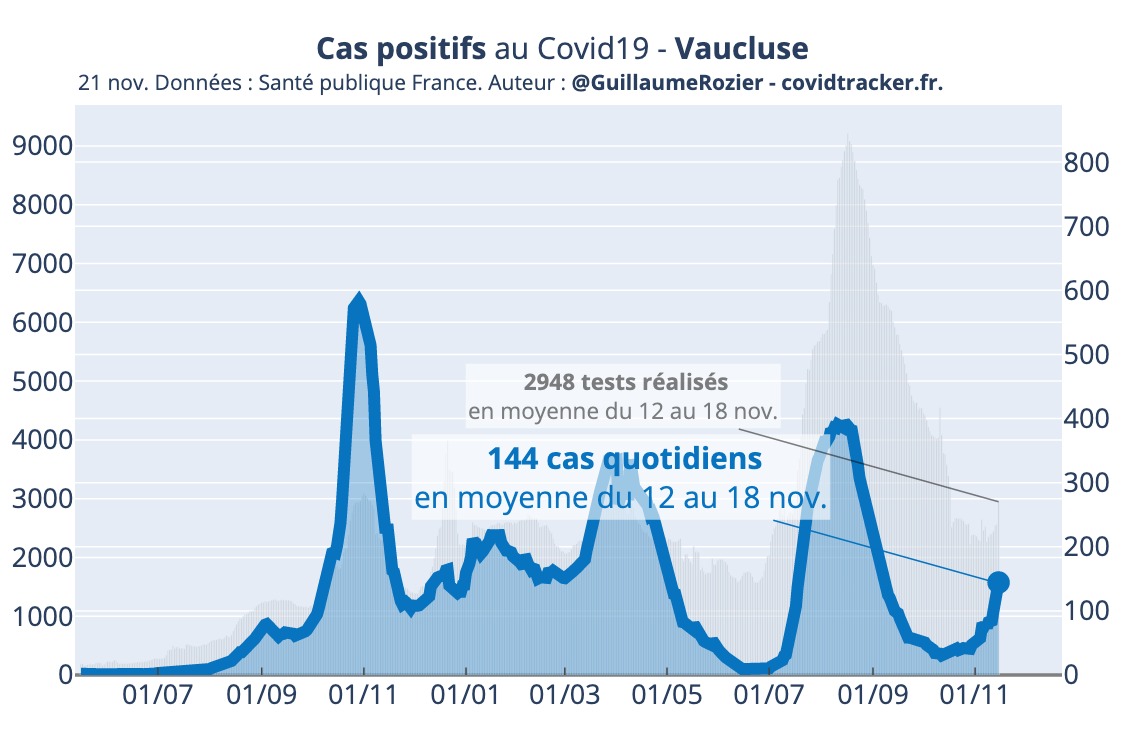 Cas positifs au Covid19 - Vaucluse
21 nov. Données : Santé publique France. Auteur : @GuillaumeRozier - covidtracker.fr.
9000
8000
7000
6000
5000
4000
3000
2000
1000
0
800
700
600
500
400
300
200
100
0
2948 tests réalisés
en moyenne du 12 au 18 nov.
144 cas quotidiens
en moyenne du 12 au 18 nov.
01/07 01/09 01/11 01/01 01/03 01/05 01/07 01/09 01/11